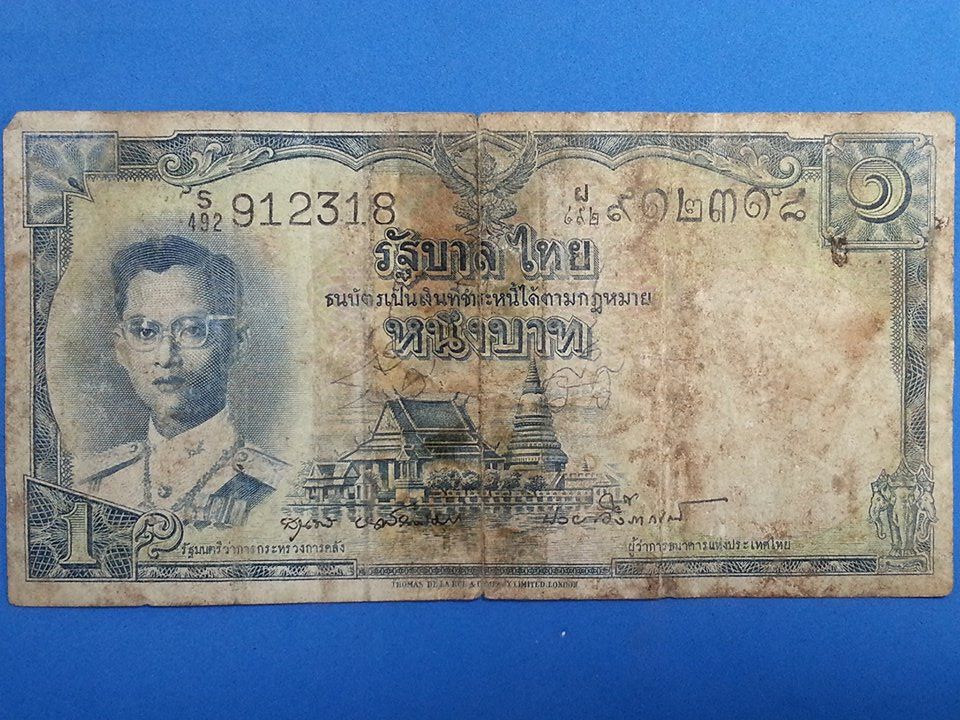 S
492 912318
ผ
๔๙๒ ๙๑๒๓๑๘
๑
รัฐบาลไทย
ธนบัตรเป็นเงินที่ชำระหนี้ได้ตามกฎหมาย
หนึ่งบาท
1
รัฐมนตรีว่าการกระทรวงการคลัง
ผู้ว่าการธนาคารแห่งประเทศไทย
THOMAS DE LA RUE & COMPANY LIMITED. LONDON